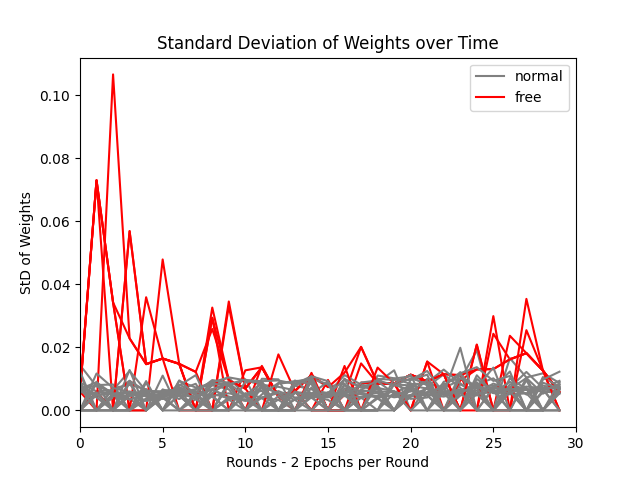 Standard Deviation of Weights over Time
normal
free
StD of Weights
0.10
0.08
0.06
0.04
0.02
0.00
0 5 10 15 20 25 30
Rounds - 2 Epochs per Round